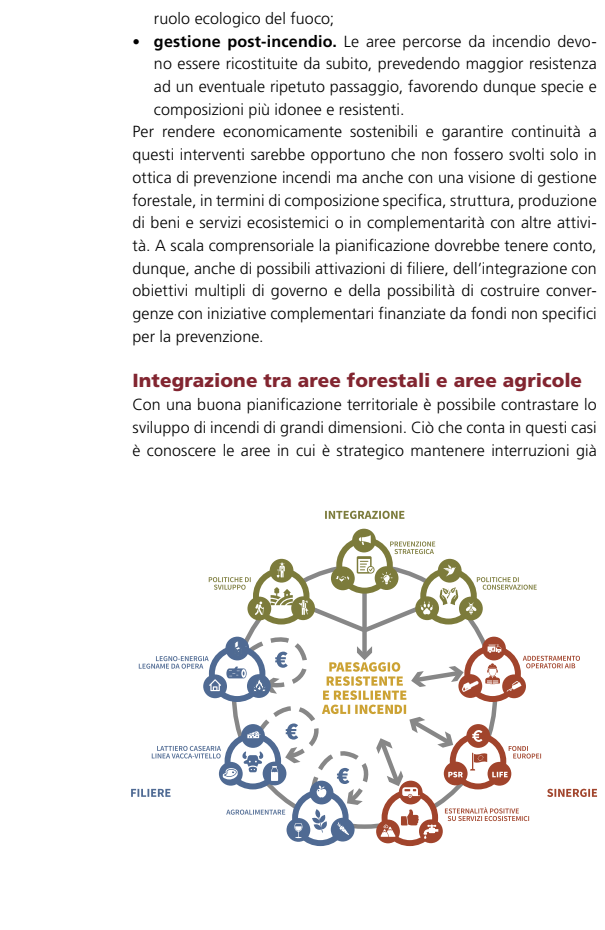 ruolo ecologico del fuoco;
• gestione post-incendio. Le aree percorse da incendio devo-
no essere ricostituite da subito, prevedendo maggior resistenza
ad un eventuale ripetuto passaggio, favorendo dunque specie e
composizioni più idonee e resistenti.
Per rendere economicamente sostenibili e garantire continuità a
questi interventi sarebbe opportuno che non fossero svolti solo in
ottica di prevenzione incendi ma anche con una visione di gestione
forestale, in termini di composizione specifica, struttura, produzione
di beni e servizi ecosistemici o in complementarità con altre attivi-
tà. A scala comprensoriale la pianificazione dovrebbe tenere conto,
dunque, anche di possibili attivazioni di filiere, dell'integrazione con
obiettivi multipli di governo e della possibilità di costruire conver-
genze con iniziative complementari finanziate da fondi non specifici
per la prevenzione.
Integrazione tra aree forestali e aree agricole
Con una buona pianificazione territoriale è possibile contrastare lo
sviluppo di incendi di grandi dimensioni. Ciò che conta in questi casi
è conoscere le aree in cui è strategico mantenere interruzioni già
INTEGRAZIONE
PREVENZIONE
STRATEGICA
POLITICHE DI
SVILUPPO
POLITICHE DI
CONSERVAZIONE
LEGNO-ENERGIA
LEGNAME DA OPERA
€
PAESAGGIO
RESISTENTE
E RESILIENTE
AGLI INCENDI
ADDESTRAMENTO
OPERATORI AIB
LATTIERO CASEARIA
LINEA VACCA-VITELLO
€
€
FONDI
EUROPEI
PSR
LIFE
FILIERE
€
SINERGIE
AGROALIMENTARE
ESTERNALITÀ POSITIVE
SU SERVIZI ECOSISTEMICI